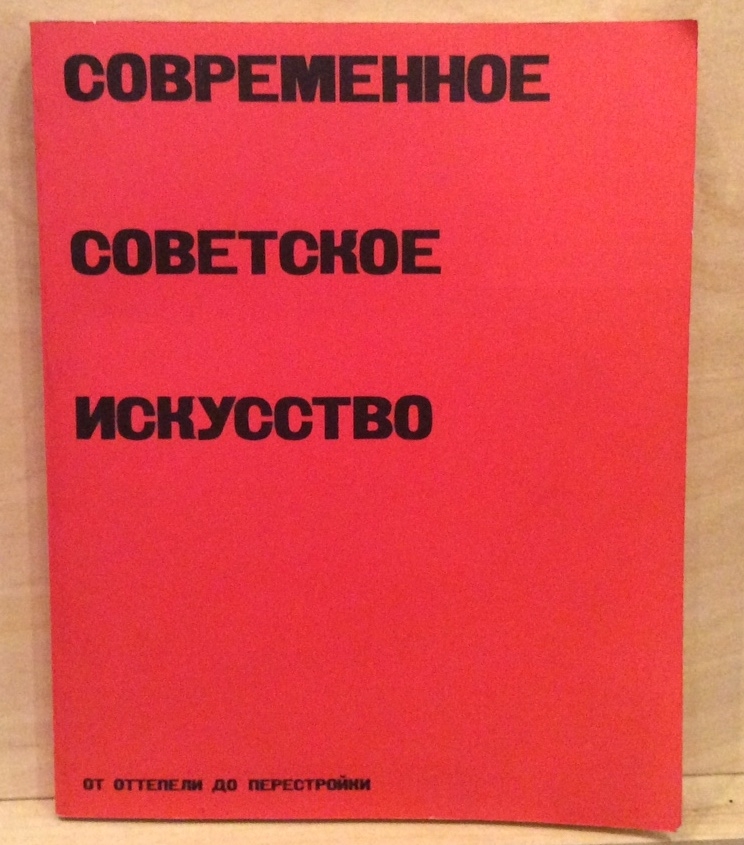 СОВРЕМЕННОЕ
СОВЕТСКОЕ
ИСКУССТВО
ОТ ОТТЕПЕЛИ ДО ПЕРЕСТРОЙКИ